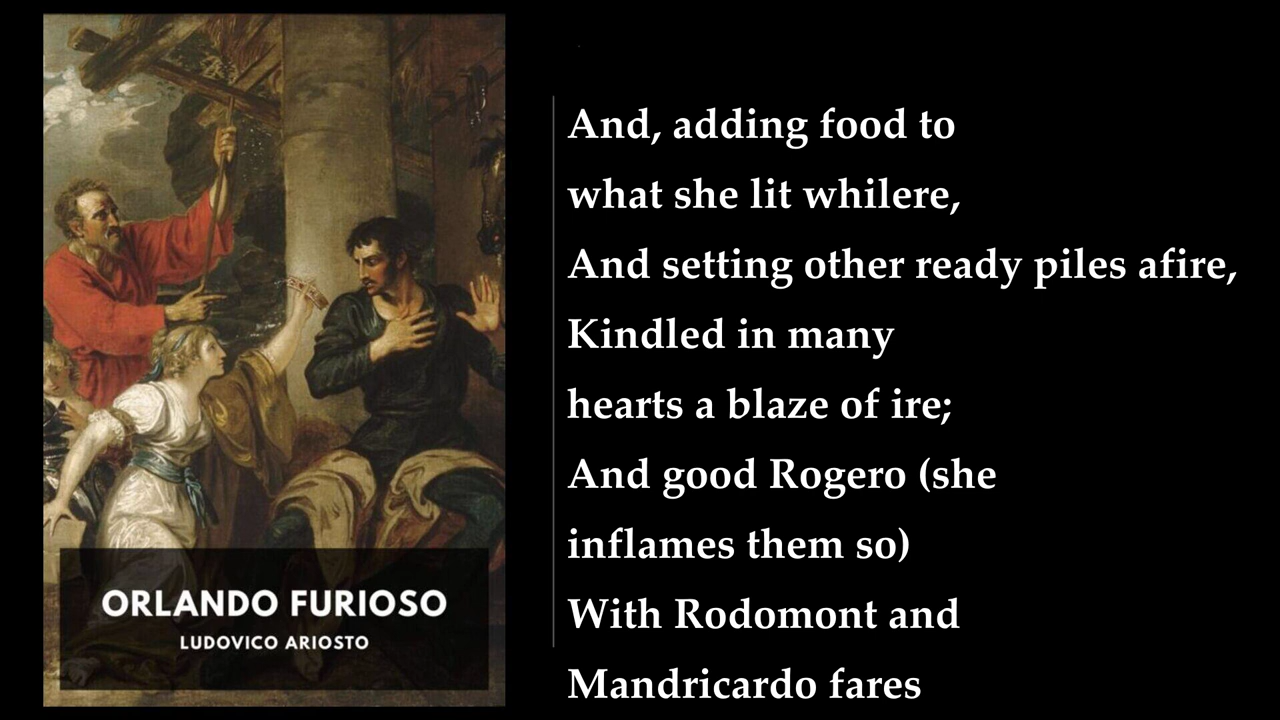 ORLANDO FURIOSO
LUDOVICO ARIOSTO
And, adding food to
what she lit whilere,
And setting other ready piles afire,
Kindled in many
hearts a blaze of ire;
And good Rogero (she
inflames them so)
With Rodomont and
Mandricardo fares